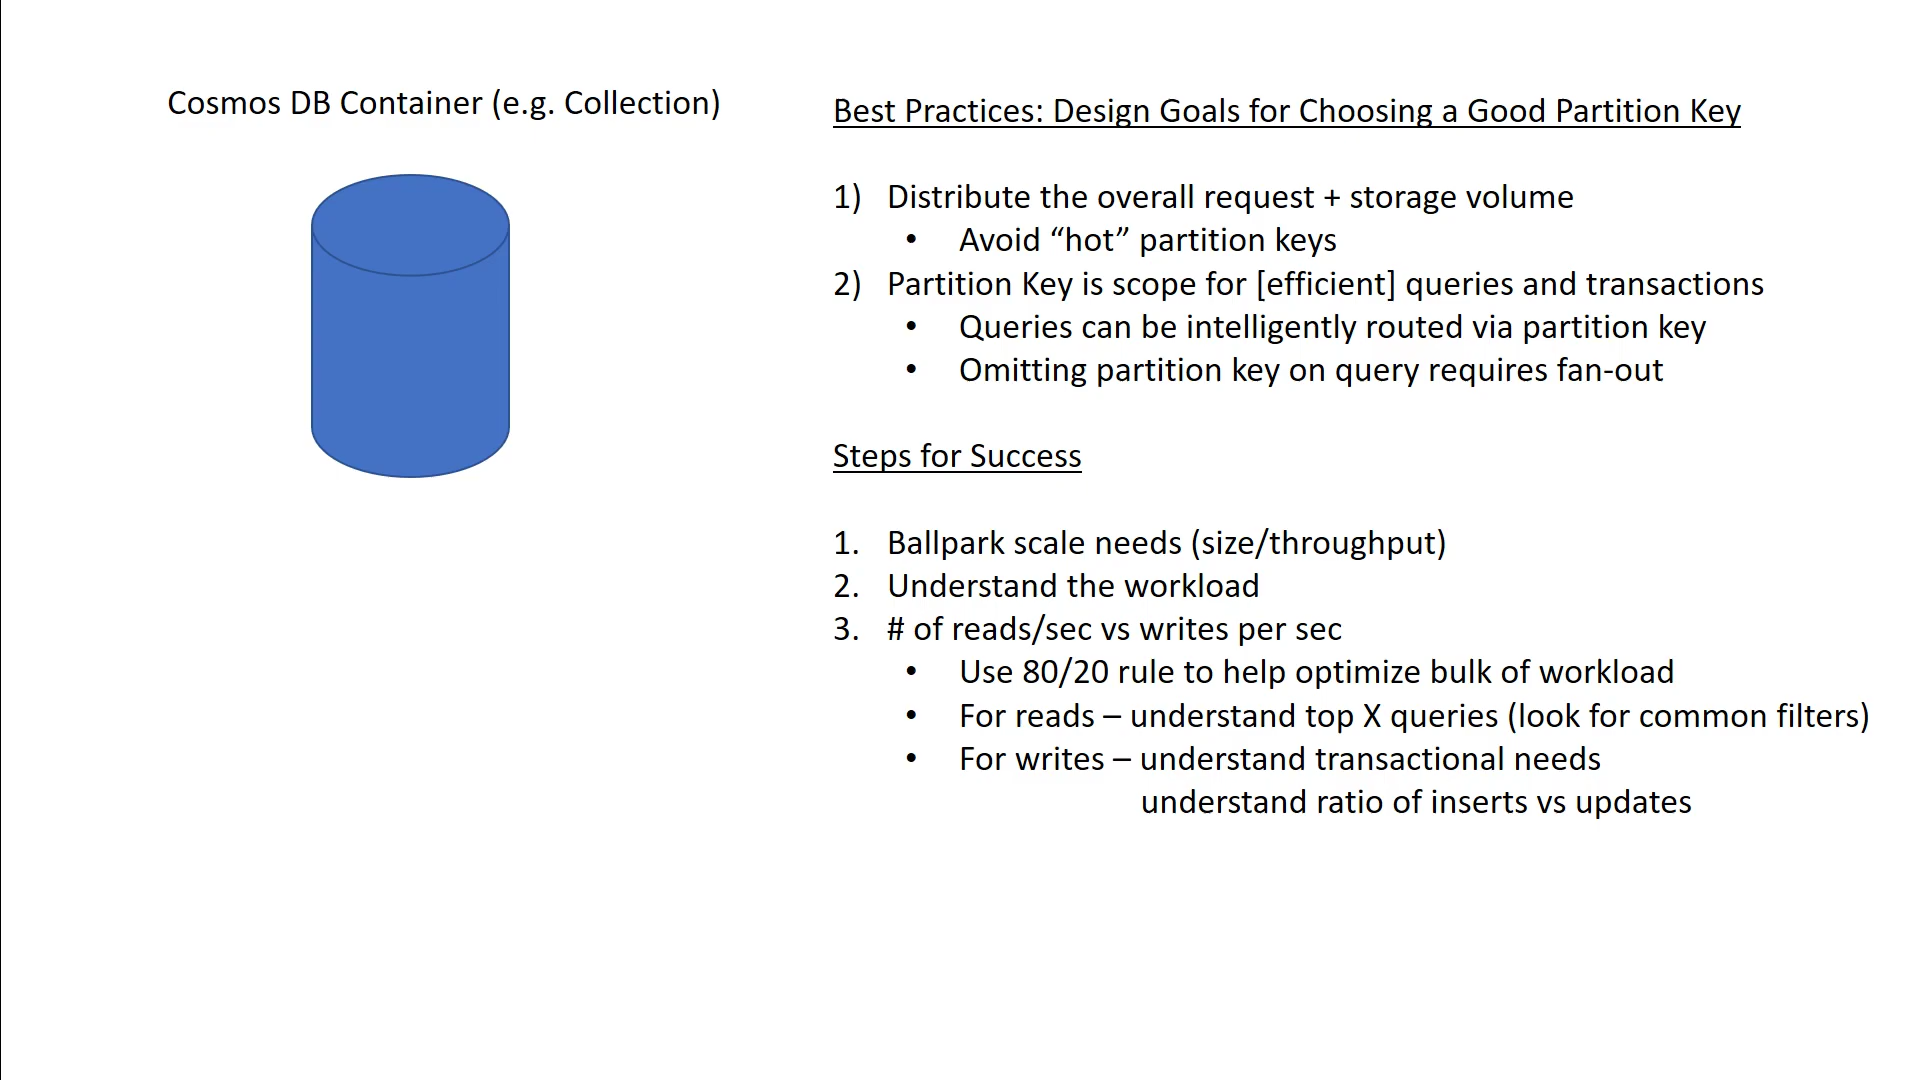 Cosmos DB Container (e.g. Collection)
Best Practices: Design Goals for Choosing a Good Partition Key
1) Distribute the overall request + storage volume
• Avoid “hot” partition keys
2) Partition Key is scope for [efficient] queries and transactions
• Queries can be intelligently routed via partition key
• Omitting partition key on query requires fan-out
Steps for Success
1. Ballpark scale needs (size/throughput)
2. Understand the workload
3. # of reads/sec vs writes per sec
• Use 80/20 rule to help optimize bulk of workload
• For reads – understand top X queries (look for common filters)
• For writes – understand transactional needs
understand ratio of inserts vs updates